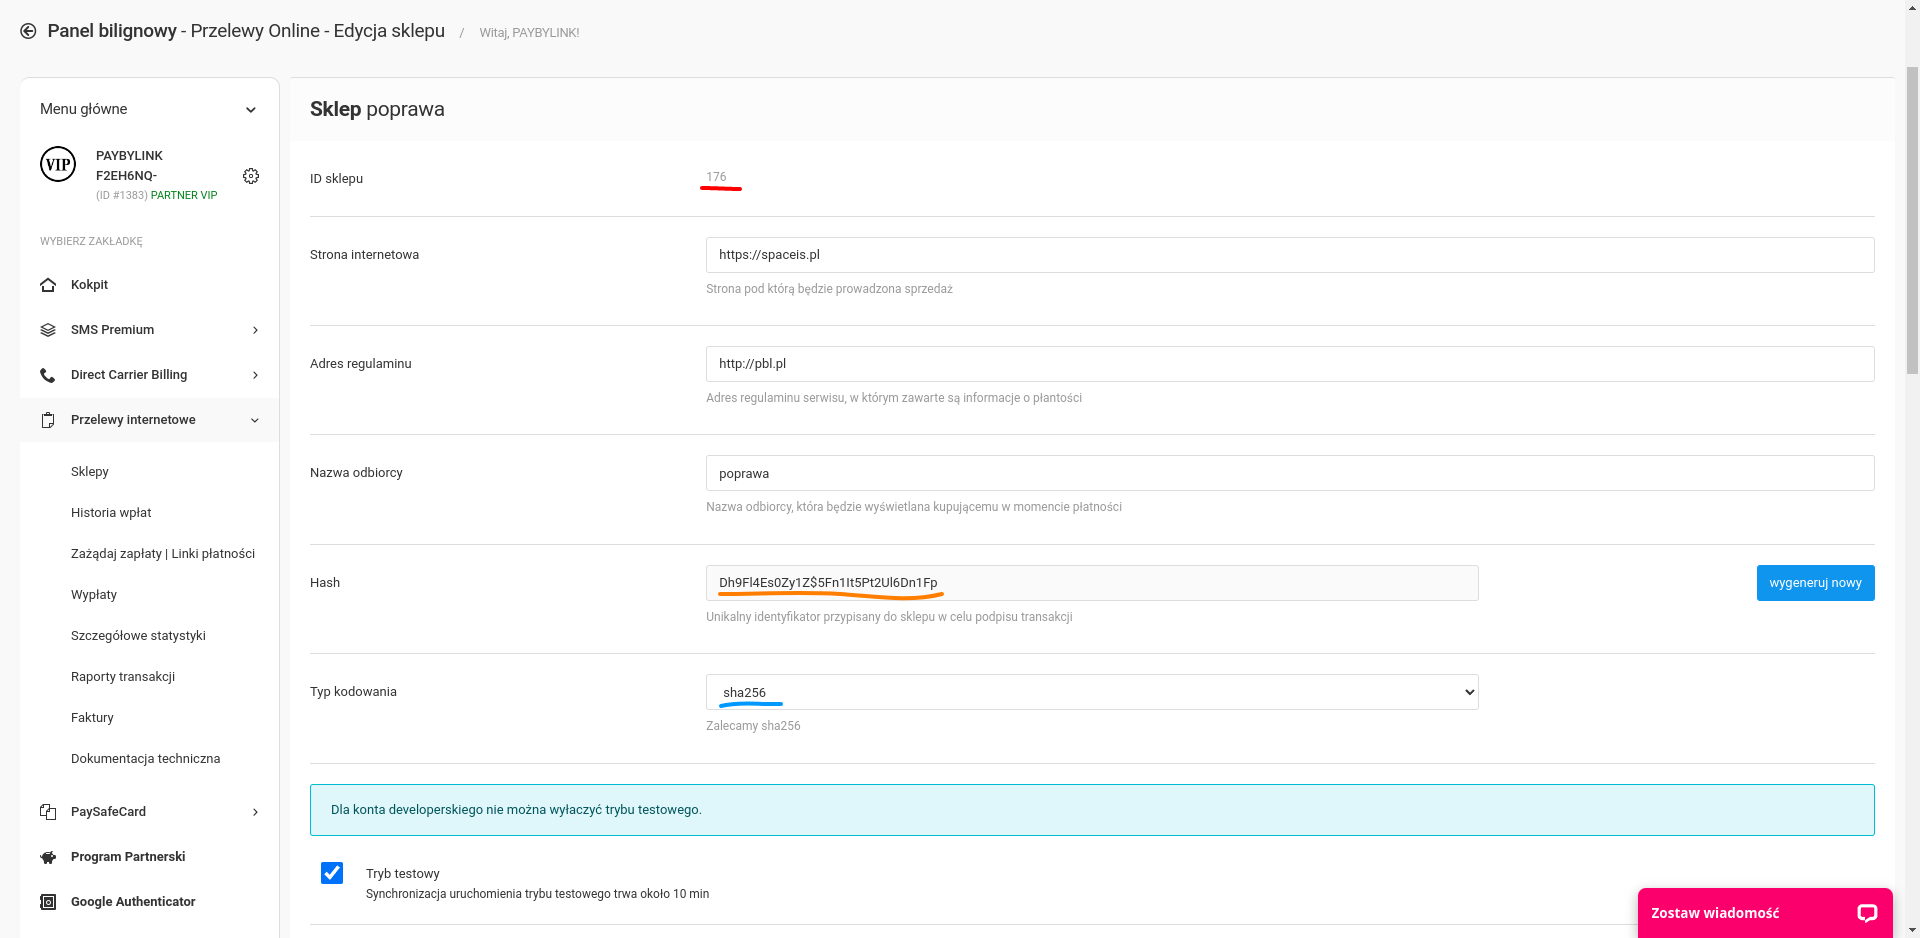 Panel bilignowy - Przelewy Online - Edycja sklepu / Witaj, PAYBYLINK!
Menu główne
VIP
PAYBYLINK
F2EH6NQ-
(ID #1383) PARTNER VIP
WYBIERZ ZAKŁADKĘ
Kokpit
SMS Premium
Direct Carrier Billing
Przelewy internetowe
Sklepy
Historia wpłat
Zażądaj zapłaty | Linki płatności
Wypłaty
Szczegółowe statystyki
Raporty transakcji
Faktury
Dokumentacja techniczna
PaySafeCard
Program Partnerski
Google Authenticator
Sklep poprawa
ID sklepu
176
Strona internetowa
https://spaceis.pl
Strona pod którą będzie prowadzona sprzedaż
Adres regulaminu
http://pbl.pl
Adres regulaminu serwisu, w którym zawarte są informacje o płantości
Nazwa odbiorcy
poprawa
Nazwa odbiorcy, która będzie wyświetlana kupującemu w momencie płatności
Hash
Dh9Fl4Es0Zy1Z$5Fn1It5Pt2Ul6Dn1Fp
wygeneruj nowy
Unikalny identyfikator przypisany do sklepu w celu podpisu transakcji
Typ kodowania
sha256
Zalecamy sha256
Dla konta developerskiego nie można wyłaczyć trybu testowego.
Tryb testowy
Synchronizacja uruchomienia trybu testowego trwa około 10 min
Zostaw wiadomość